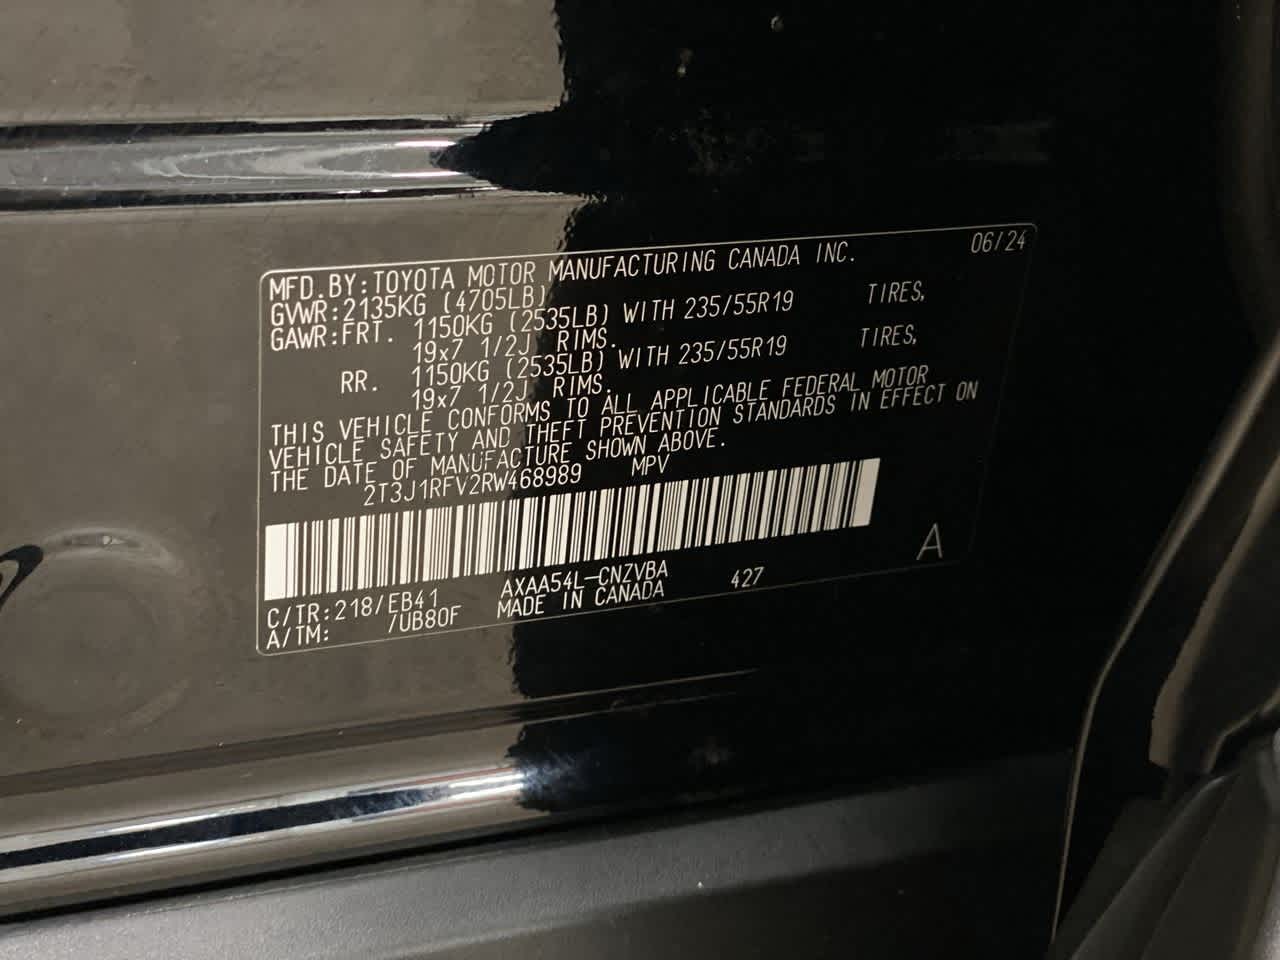 MFD. BY: TOYOTA MOTOR MANUFACTURING CANADA INC. 06/24
GVWR: 2135KG (4705LB)
GAWR: FRT. 1150KG (2535LB) WITH 235/55R19 TIRES,
19x7 1/2J RIMS.
RR. 1150KG (2535LB) WITH 235/55R19 TIRES,
19x7 1/2J RIMS.
THIS VEHICLE CONFORMS TO ALL APPLICABLE FEDERAL MOTOR
VEHICLE SAFETY AND THEFT PREVENTION STANDARDS IN EFFECT ON
THE DATE OF MANUFACTURE SHOWN ABOVE.
2T3J1RFV2RW468989 MPV
A
C/TR: 218/EB41 AXAA54L-CNZVBA 427
A/TM: /UB80F MADE IN CANADA